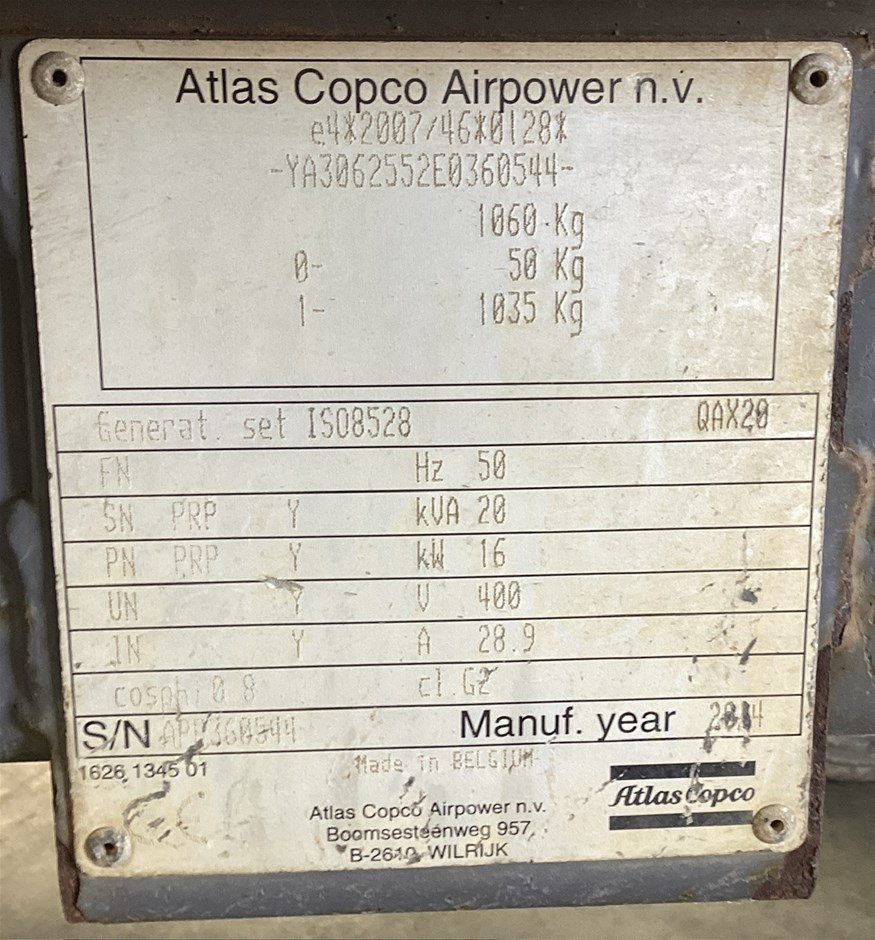 Atlas Copco Airpower n.v.
e4*2007/46*0128*
-YA3062552E0360544-
1060 Kg
0- 50 Kg
1- 1035 Kg
Generat. set ISO8528 QAX20
FN Hz 50
SN PRP Y kVA 20
PN PRP Y kW 16
UN Y V 400
IN Y A 28.9
cosphi 0.8 cl.G2
S/N Manuf. year 2014
1626 1345 01 Made in BELGIUM
CE
Atlas Copco Airpower n.v.
Boomsesteenweg 957,
B-2610 WILRIJK
Atlas Copco